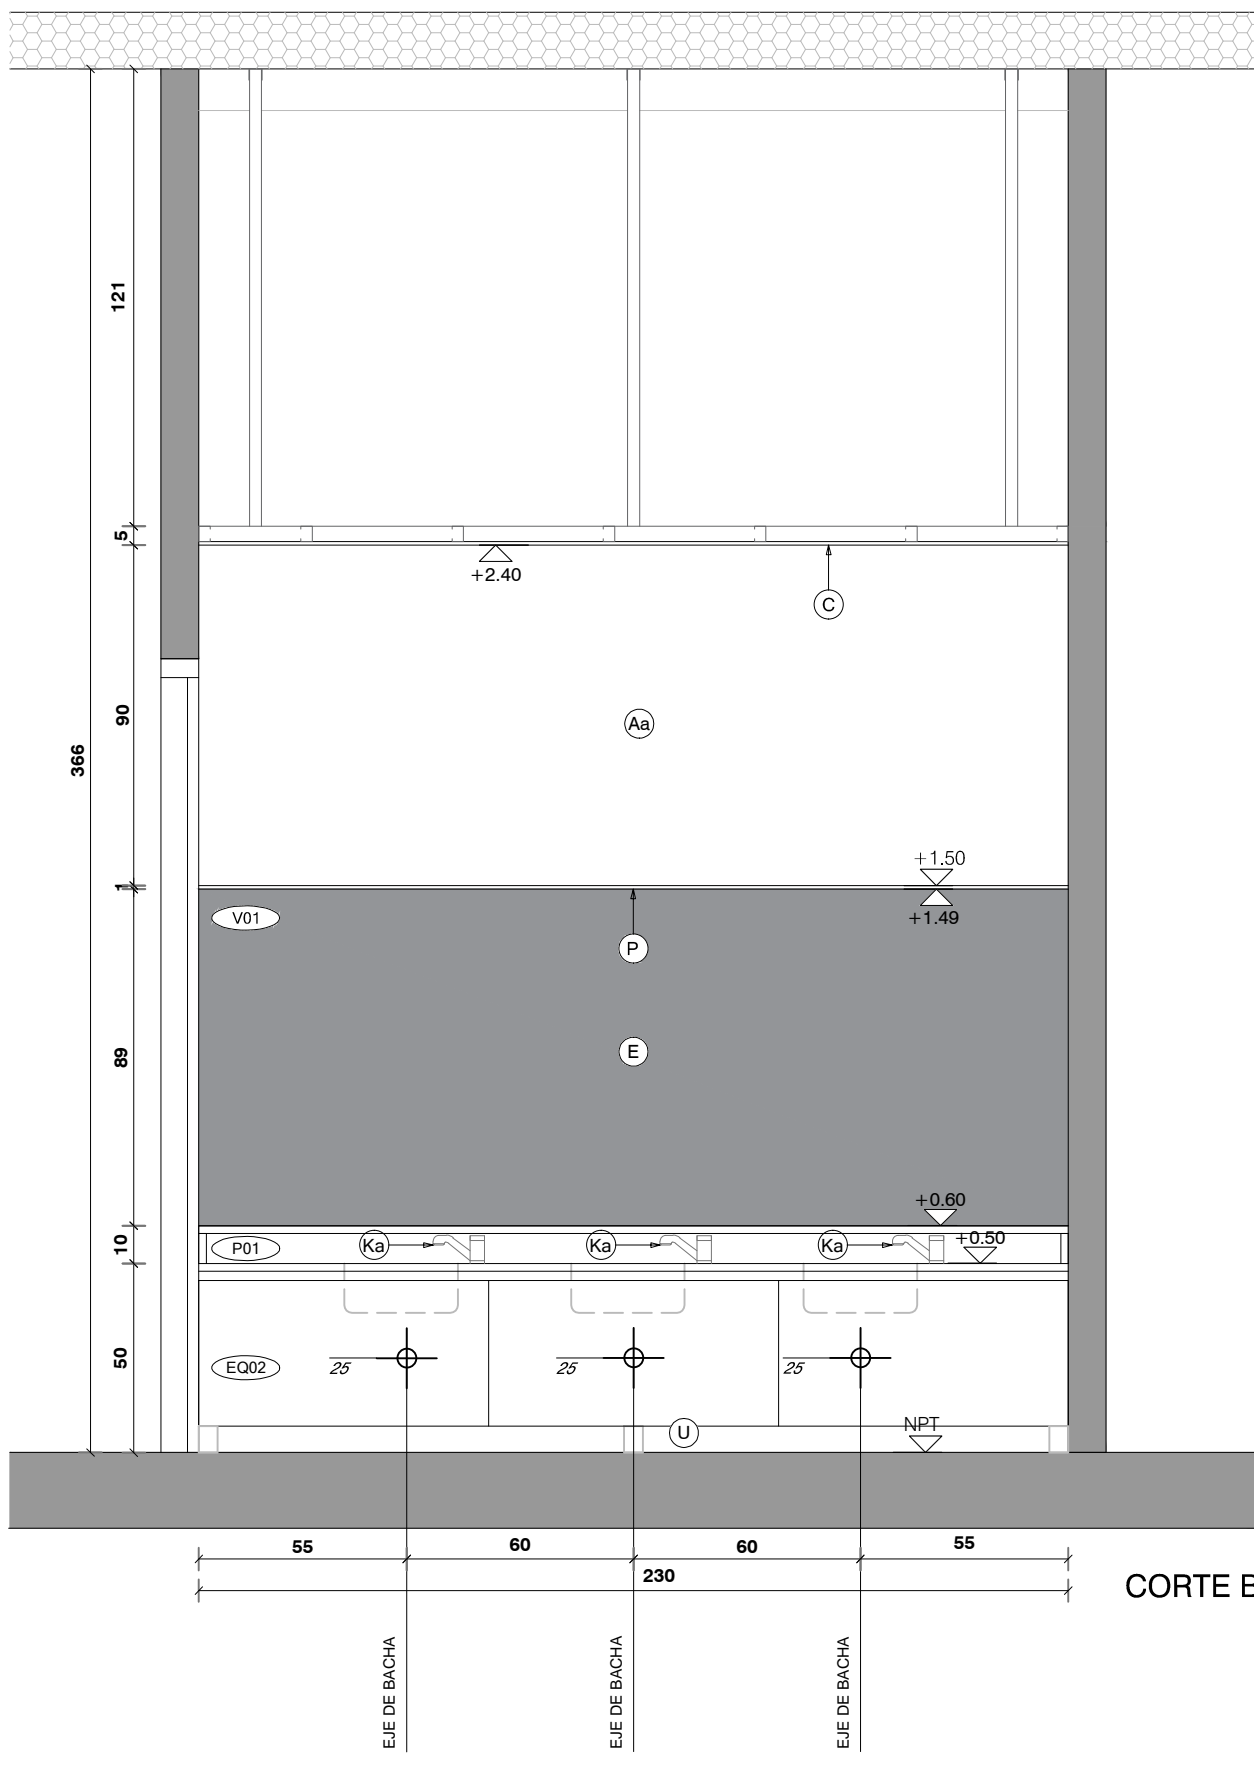 121
5
+2.40
C
Aa
90
366
+1.50
1
V01
+1.49
P
E
89
+0.60
10
P01
Ka
Ka
Ka
+0.50
50
EQ02
25
25
25
U
NPT
55
60
60
55
230
CORTE B
EJE DE BACHA
EJE DE BACHA
EJE DE BACHA